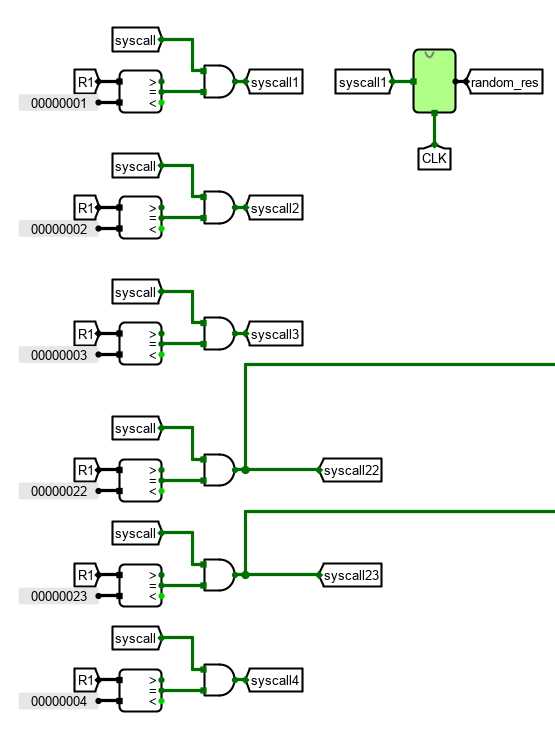 syscall
R1
00000001
>
=
<
syscall1
syscall1
random_res
CLK
syscall
R1
00000002
>
=
<
syscall2
syscall
R1
00000003
>
=
<
syscall3
syscall
R1
00000022
>
=
<
syscall22
syscall
R1
00000023
>
=
<
syscall23
syscall
R1
00000004
>
=
<
syscall4